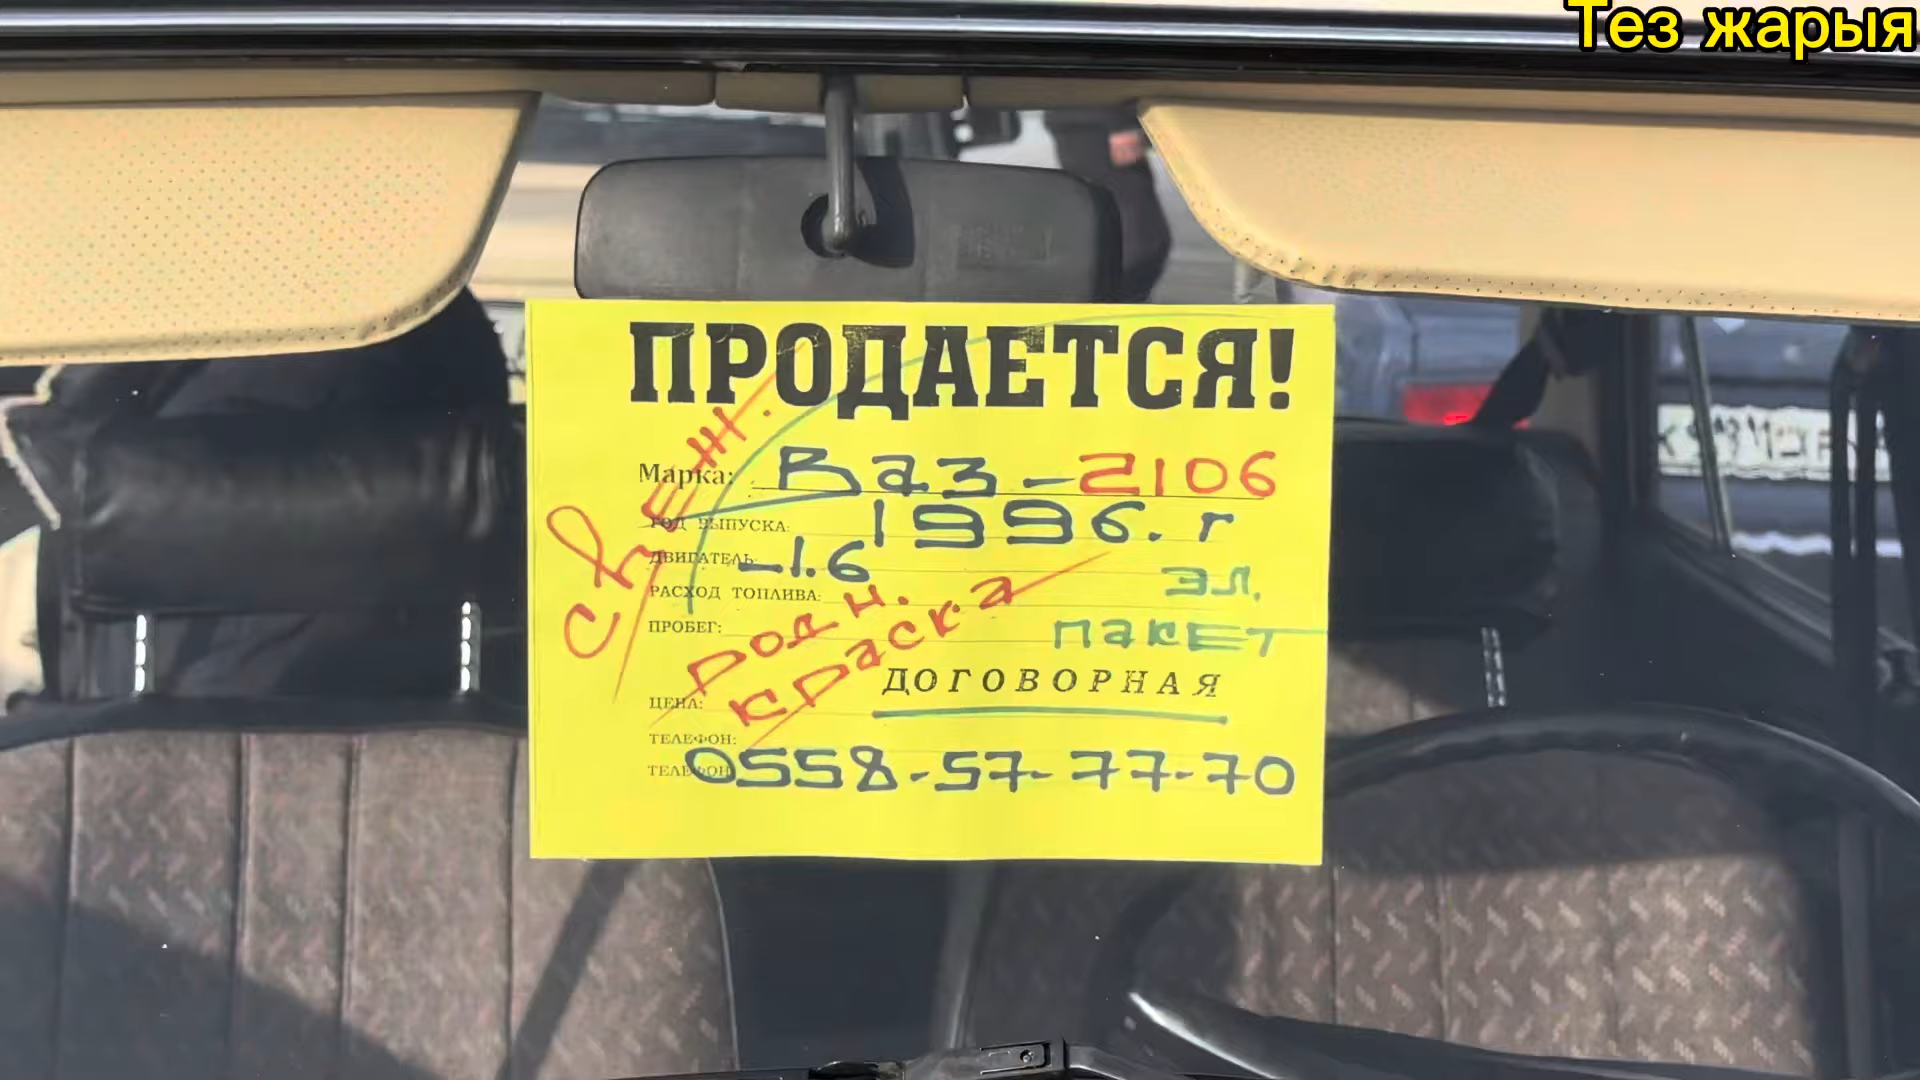 Тез жарыя
ПРОДАЕТСЯ!
СРЕЖ.
Марка: Ваз-2106
ГОД ВЫПУСКА: 1996.г
ДВИГАТЕЛЬ -1.6
РАСХОД ТОПЛИВА: эл.
ПРОБЕГ: пакет
родн.
краска
ЦЕНА: ДОГОВОРНАЯ
ТЕЛЕФОН:
ТЕЛЕФОН 0558-57-77-70